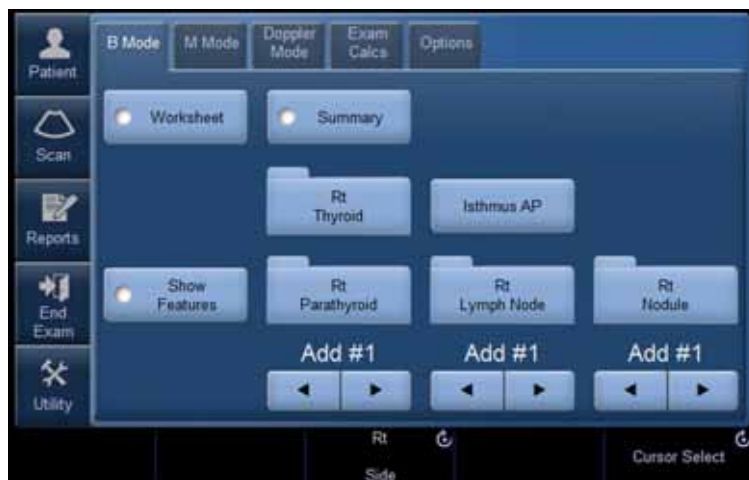 Patient
Scan
Reports
End
Exam
Utility
B Mode
M Mode
Doppler
Mode
Exam
Calcs
Options
Worksheet
Summary
Rt
Thyroid
Isthmus AP
Show
Features
Rt
Parathyroid
Rt
Lymph Node
Rt
Nodule
Add #1
Add #1
Add #1
Rt
Side
Cursor Select